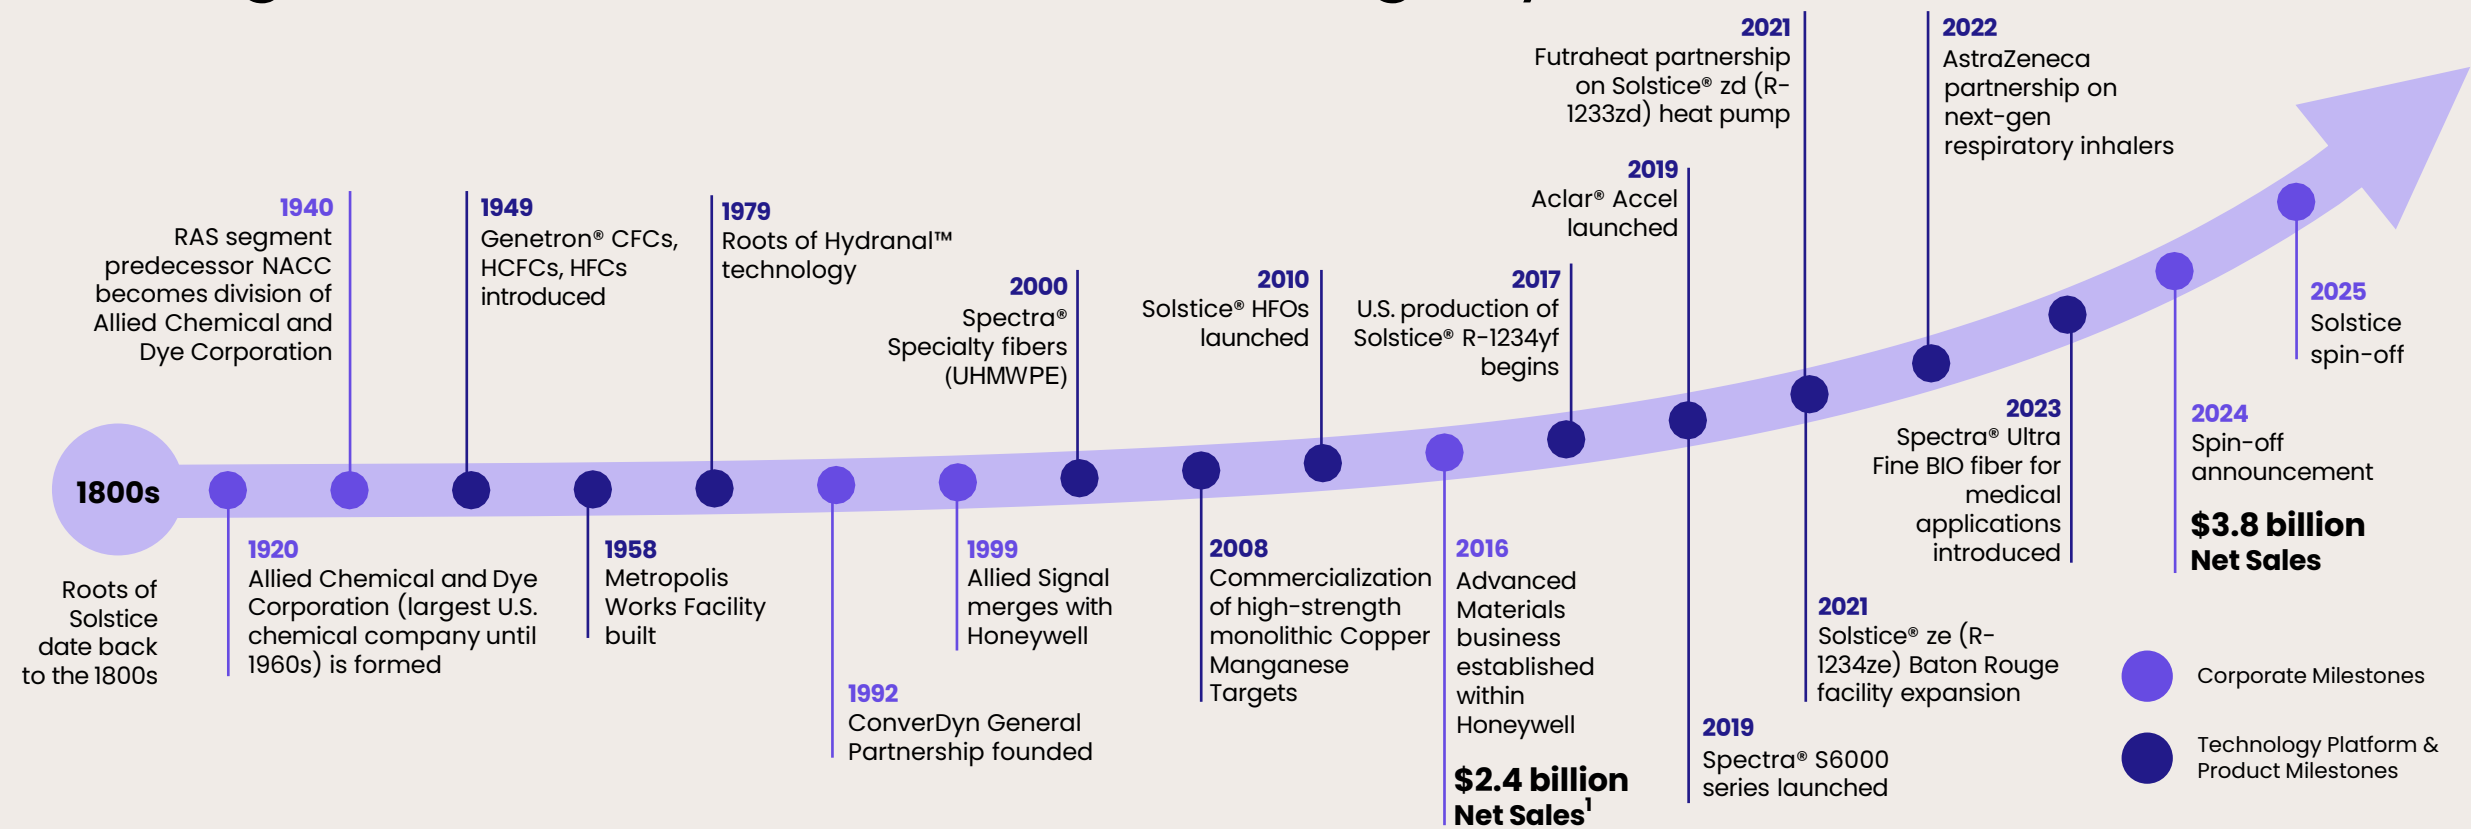 1800s
Roots of
Solstice
date back
to the 1800s
1920
Allied Chemical and Dye
Corporation (largest U.S.
chemical company until
1960s) is formed
1940
RAS segment
predecessor NACC
becomes division of
Allied Chemical and
Dye Corporation
1949
Genetron® CFCs,
HCFCs, HFCs
introduced
1958
Metropolis
Works Facility
built
1979
Roots of Hydranal™
technology
1992
ConverDyn General
Partnership founded
1999
Allied Signal
merges with
Honeywell
2000
Spectra®
Specialty fibers
(UHMWPE)
2008
Commercialization
of high-strength
monolithic Copper
Manganese
Targets
2010
Solstice® HFOs
launched
2016
Advanced
Materials
business
established
within
Honeywell
$2.4 billion
Net Sales¹
2017
U.S. production of
Solstice® R-1234yf
begins
2019
Aclar® Accel
launched
2019
Spectra® S6000
series launched
2021
Futraheat partnership
on Solstice® zd (R-
1233zd) heat pump
2021
Solstice® ze (R-
1234ze) Baton Rouge
facility expansion
2022
AstraZeneca
partnership on
next-gen
respiratory inhalers
2023
Spectra® Ultra
Fine BIO fiber for
medical
applications
introduced
2024
Spin-off
announcement
$3.8 billion
Net Sales
2025
Solstice
spin-off
Corporate Milestones
Technology Platform &
Product Milestones